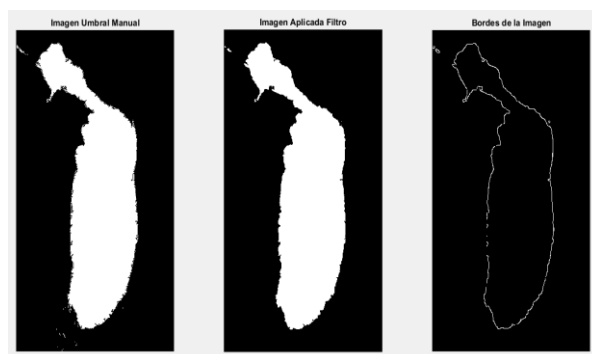 Imagen Umbral Manual
Imagen Aplicada Filtro
Bordes de la Imagen